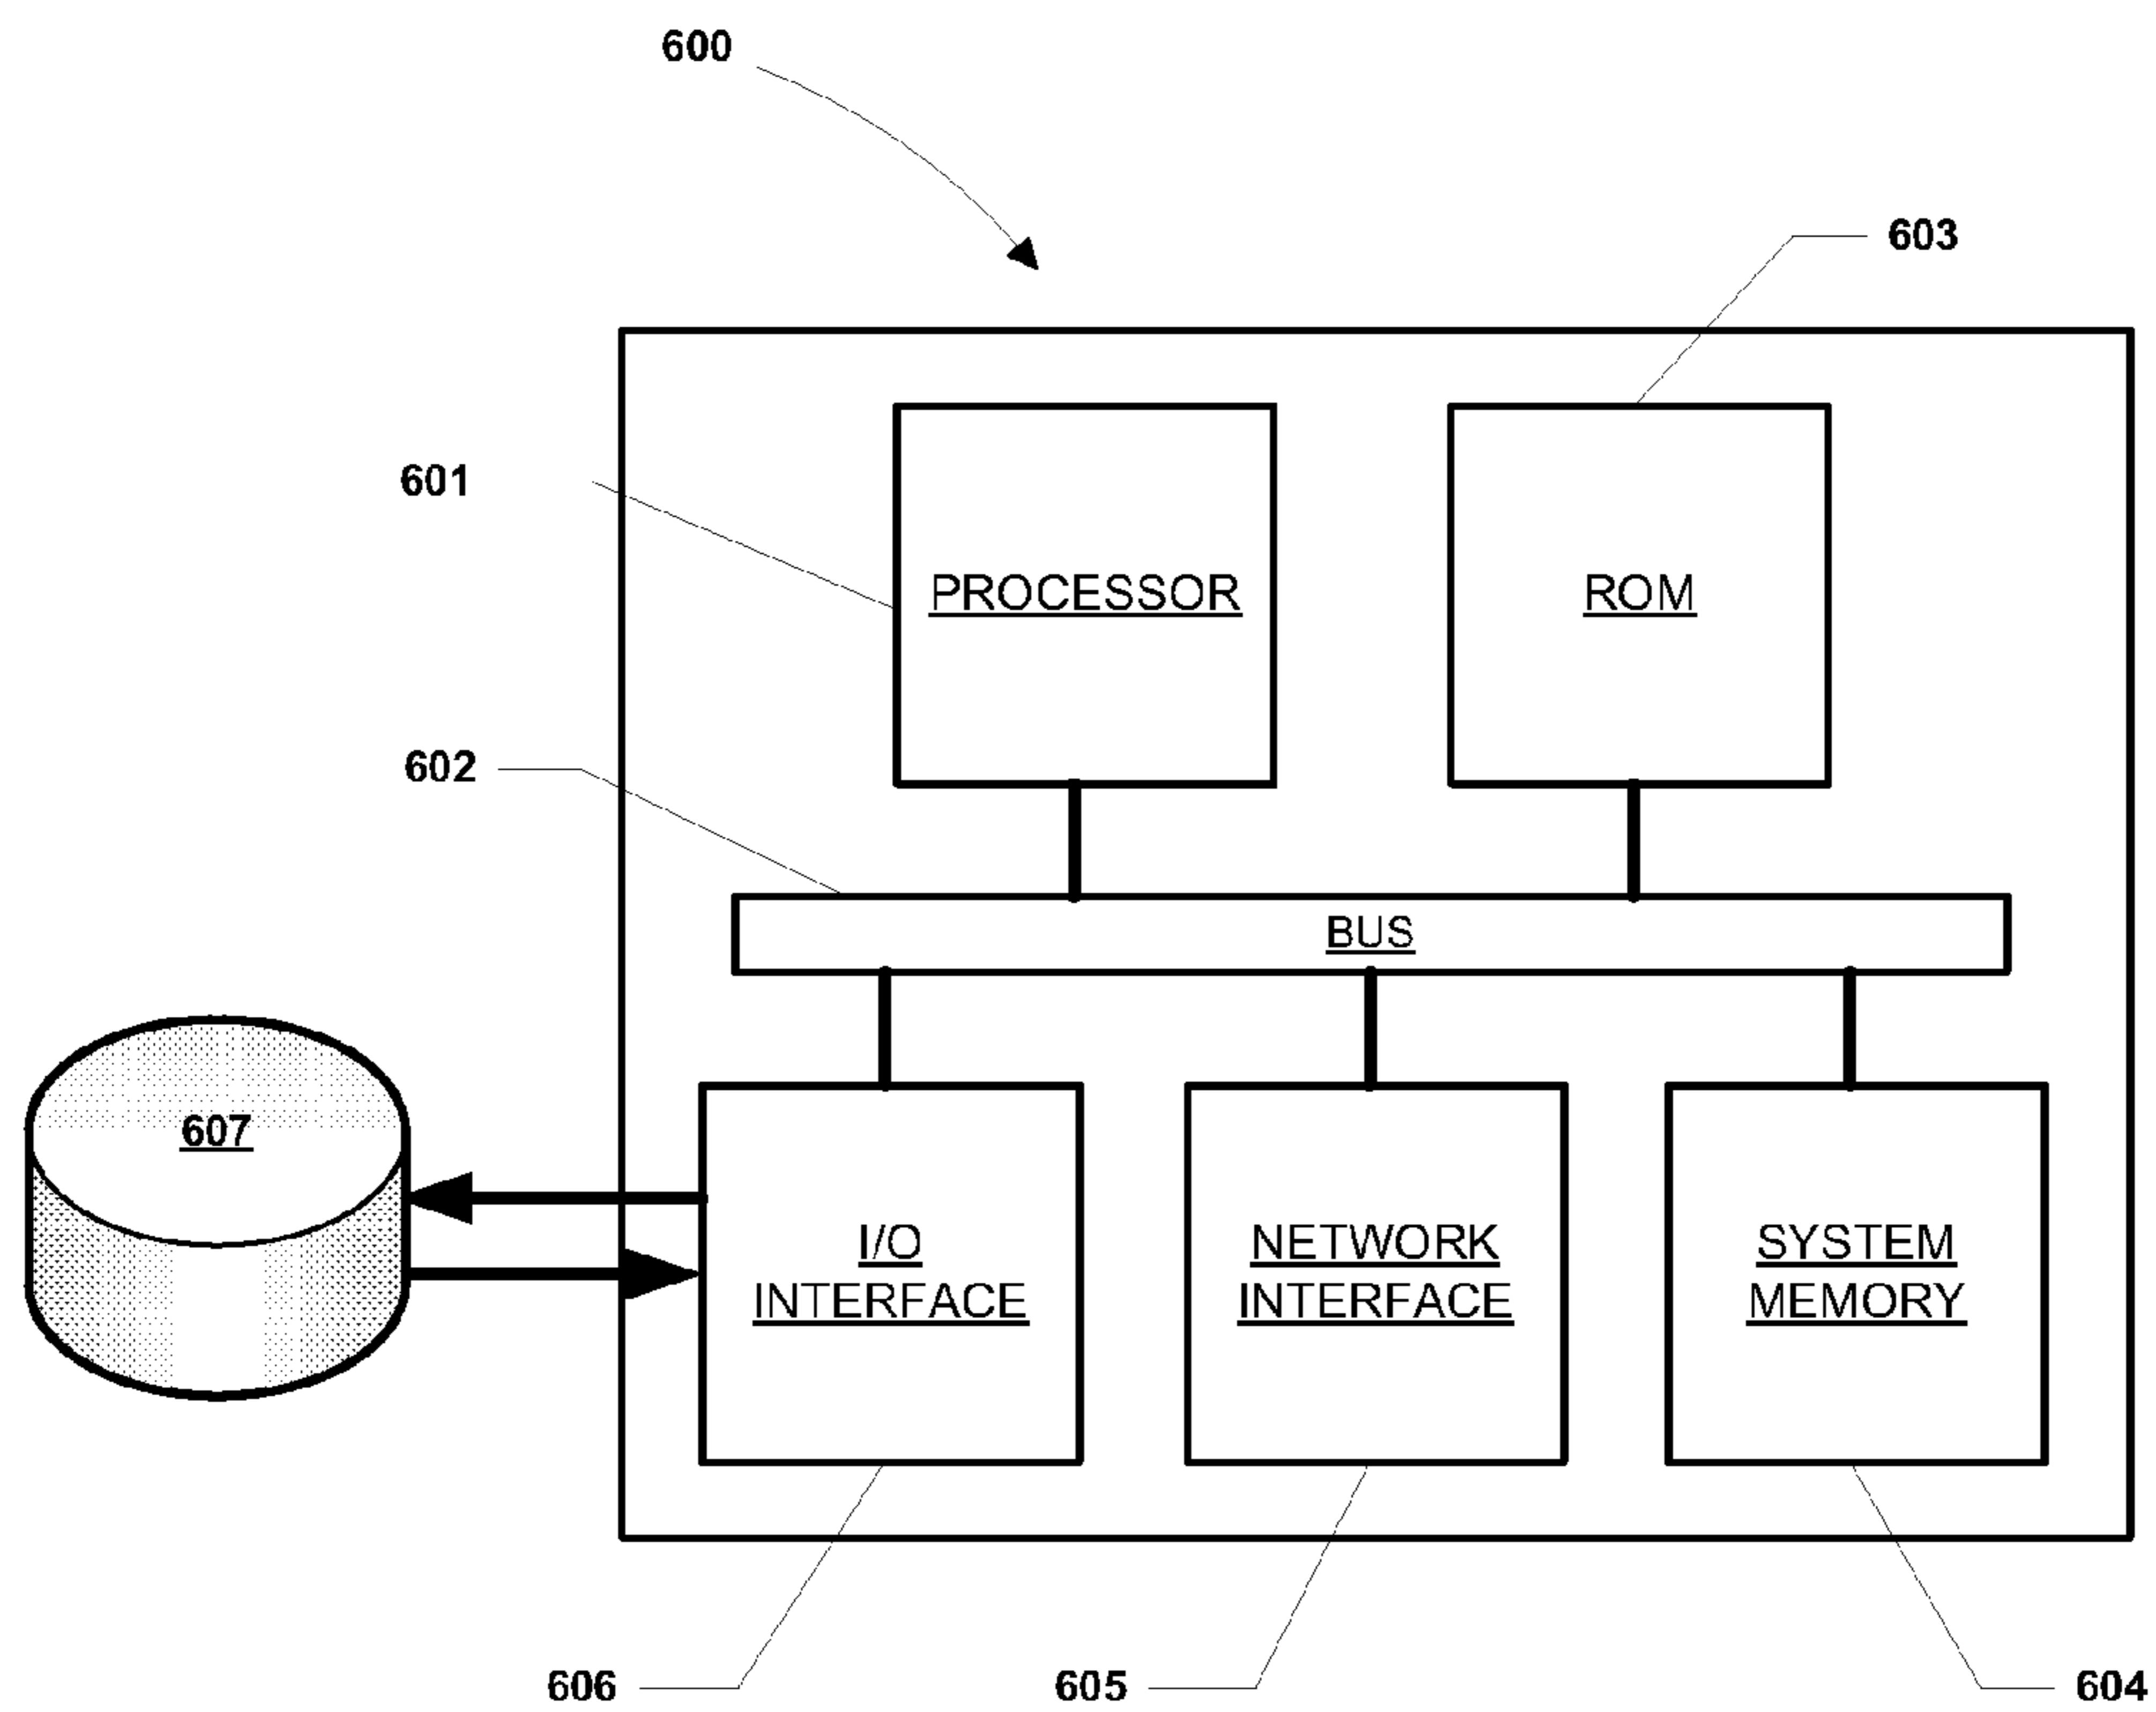 600
603
601
PROCESSOR
ROM
602
BUS
607
I/O
INTERFACE
NETWORK
INTERFACE
SYSTEM
MEMORY
606
605
604